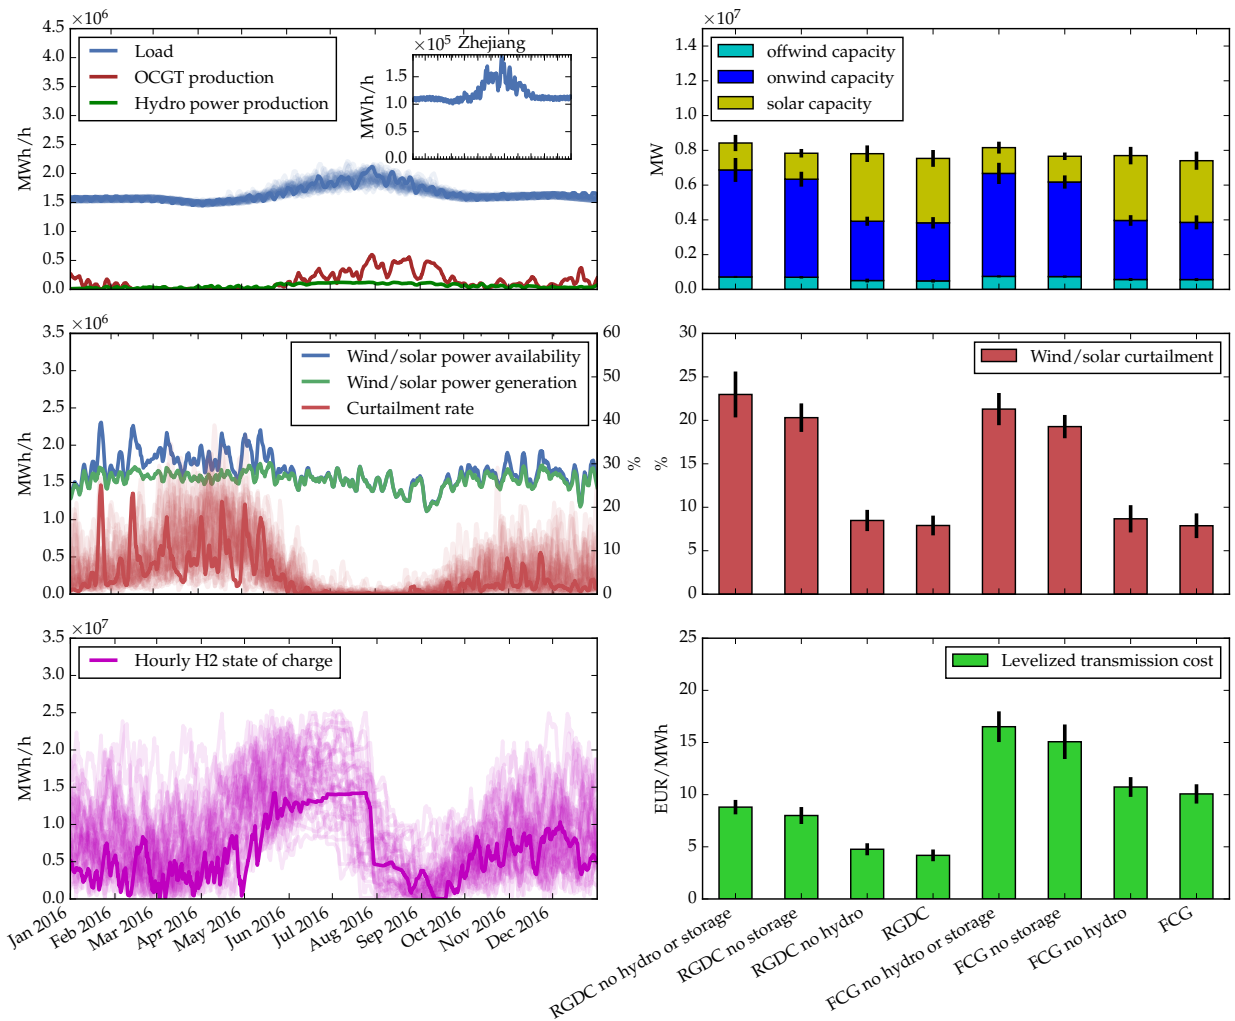 ×10⁶
4.5
4.0
3.5
3.0
2.5
2.0
1.5
1.0
0.5
0.0
MWh/h
Load
OCGT production
Hydro power production
×10⁵ Zhejiang
1.5
1.0
0.5
0.0
MWh/h
×10⁷
1.4
1.2
1.0
0.8
0.6
0.4
0.2
0.0
MW
offwind capacity
onwind capacity
solar capacity
×10⁶
3.5
3.0
2.5
2.0
1.5
1.0
0.5
0.0
MWh/h
Wind/solar power availability
Wind/solar power generation
Curtailment rate
60
50
40
30
20
10
0
%
30
25
20
15
10
5
0
%
Wind/solar curtailment
×10⁷
3.5
3.0
2.5
2.0
1.5
1.0
0.5
0.0
MWh/h
Hourly H2 state of charge
Jan 2016
Feb 2016
Mar 2016
Apr 2016
May 2016
Jun 2016
Jul 2016
Aug 2016
Sep 2016
Oct 2016
Nov 2016
Dec 2016
25
20
15
10
5
0
EUR/MWh
Levelized transmission cost
RGDC no hydro or storage
RGDC no storage
RGDC no hydro
RGDC
FCG no hydro or storage
FCG no storage
FCG no hydro
FCG